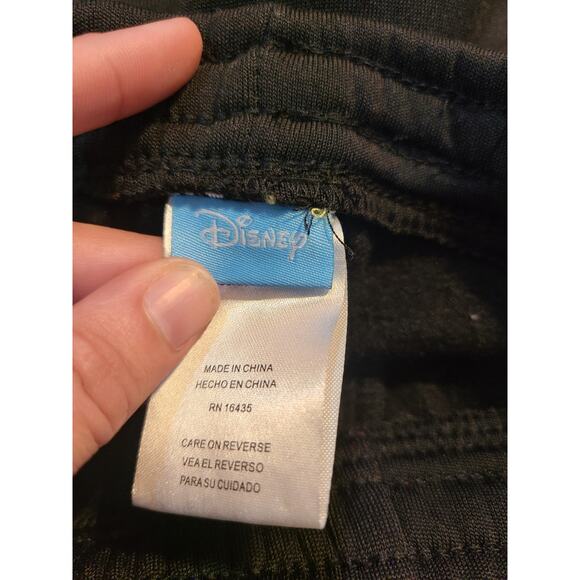 Disney
MADE IN CHINA
HECHO EN CHINA
RN 16435
CARE ON REVERSE
VEA EL REVERSO
PARA SU CUIDADO